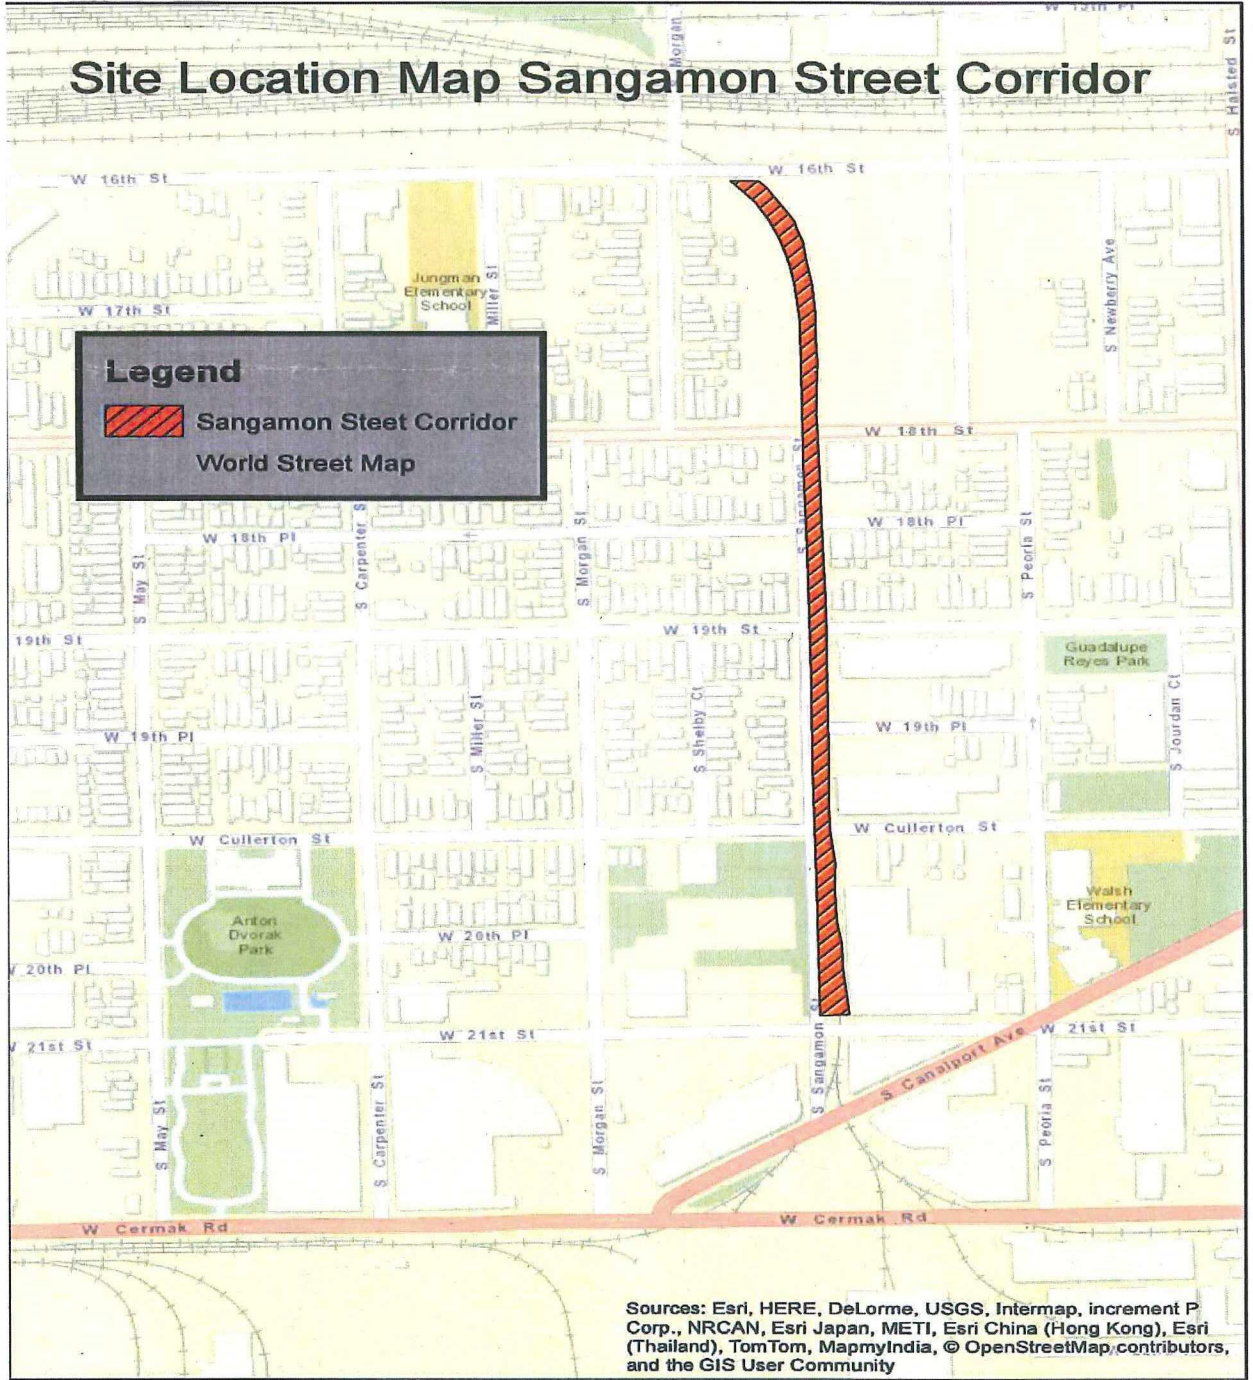 W 15th Pl
Morgan
S Halsted St
Site Location Map Sangamon Street Corridor
W 16th St
W 16th St
Jungman
Elementary
School
Miller St
S Newberry Ave
W 17th St
Legend
Sangamon Steet Corridor
World Street Map
W 18th St
S Sangamon St
W 18th Pl
W 18th Pl
S May St
S Carpenter S
S Morgan St
S Peoria St
19th St
W 19th St
Guadalupe
Reyes Park
S Miller St
S Shelby Ct
S Jourdan Ct
W 19th Pl
W 19th Pl
W Cullerton St
W Cullerton St
Anton
Dvorak
Park
Walsh
Elementary
School
W 20th Pl
W 20th Pl
W 21st St
W 21st St
W 21st St
S Sangamon St
S Canalport Ave
S May St
S Carpenter St
S Morgan St
S Peoria St
W Cermak Rd
W Cermak Rd
Sources: Esri, HERE, DeLorme, USGS, Intermap, increment P
Corp., NRCAN, Esri Japan, METI, Esri China (Hong Kong), Esri
(Thailand), TomTom, MapmyIndia, © OpenStreetMap contributors,
and the GIS User Community